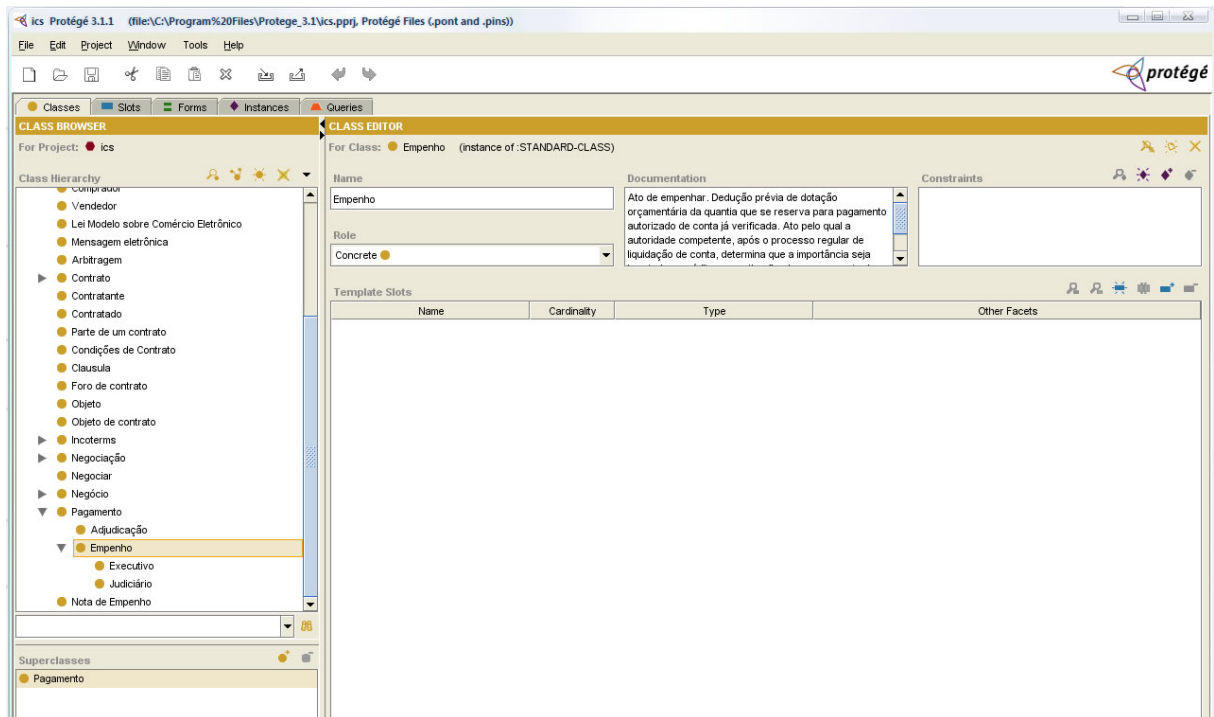 ics Protégé 3.1.1 (file:\C:\Program%20Files\Protege_3.1\ics.pprj, Protégé Files (.pont and .pins))
File Edit Project Window Tools Help
protégé
Classes Slots Forms Instances Queries
CLASS BROWSER
For Project: ics
Class Hierarchy
Comprador
Vendedor
Lei Modelo sobre Comércio Eletrônico
Mensagem eletrônica
Arbitragem
Contrato
Contratante
Contratado
Parte de um contrato
Condições de Contrato
Clausula
Foro de contrato
Objeto
Objeto de contrato
Incoterms
Negociação
Negociar
Negócio
Pagamento
Adjudicação
Empenho
Executivo
Judiciário
Nota de Empenho
Superclasses
Pagamento
CLASS EDITOR
For Class: Empenho (instance of :STANDARD-CLASS)
Name
Empenho
Role
Concrete
Documentation
Ato de empenhar. Dedução prévia de dotação
orçamentária da quantia que se reserva para pagamento
autorizado de conta já verificada. Ato pelo qual a
autoridade competente, após o processo regular de
liquidação de conta, determina que a importância seja
Constraints
Template Slots
Name Cardinality Type Other Facets